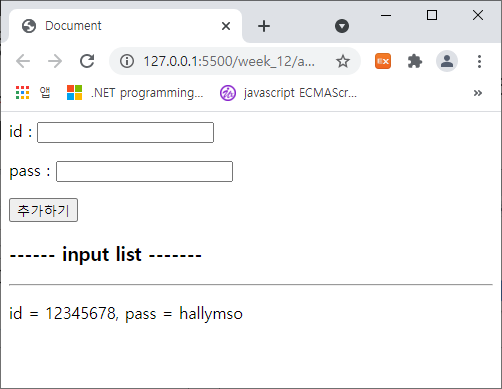 Document
127.0.0.1:5500/week_12/a...
앱 .NET programming... javascript ECMAScr...
id :
pass :
추가하기
------ input list -------
id = 12345678, pass = hallymso